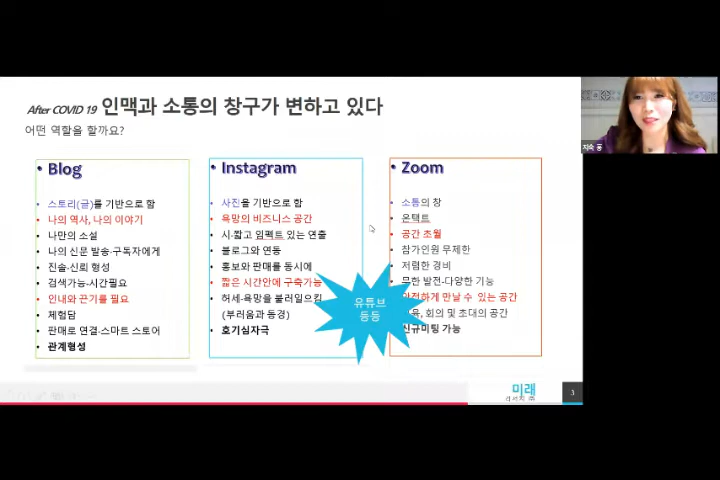 After COVID 19 인맥과 소통의 창구가 변하고 있다
어떤 역할을 할까요?
• Blog
• 스토리(글)를 기반으로 함
• 나의 역사, 나의 이야기
• 나만의 소설
• 나의 신문 발송·구독자에게
• 진솔·신뢰 형성
• 검색가능·시간필요
• 인내와 끈기를 필요
• 체험담
• 판매로 연결·스마트 스토어
• 관계형성
• Instagram
• 사진을 기반으로 함
• 욕망의 비즈니스 공간
• 시·짧고 임팩트 있는 연출
• 블로그와 연동
• 홍보와 판매를 동시에
• 짧은 시간안에 구축가능
• 허세·욕망을 불러일으킴
(부러움과 동경)
• 호기심자극
• Zoom
• 소통의 창
• 온택트
• 공간 초월
• 참가인원 무제한
• 저렴한 경비
무한 발전·다양한 기능
안전하게 만날 수 있는 공간
회의 및 초대의 공간
신규미팅 가능
유튜브
등등
미래
3